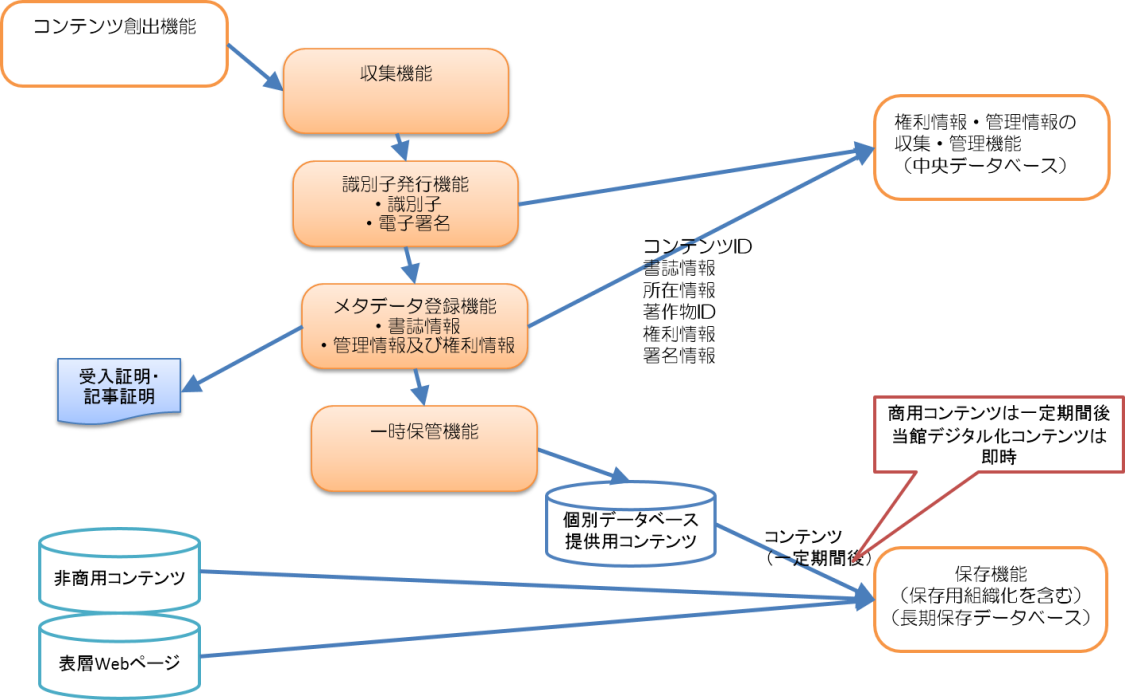 コンテンツ創出機能
収集機能
権利情報・管理情報の
収集・管理機能
（中央データベース）
識別子発行機能
・識別子
・電子署名
コンテンツID
書誌情報
所在情報
著作物ID
権利情報
署名情報
メタデータ登録機能
・書誌情報
・管理情報及び権利情報
受入証明・
記事証明
一時保管機能
商用コンテンツは一定期間後
当館デジタル化コンテンツは
即時
個別データベース
提供用コンテンツ
コンテンツ
（一定期間後）
非商用コンテンツ
保存機能
（保存用組織化を含む）
（長期保存データベース）
表層Webページ